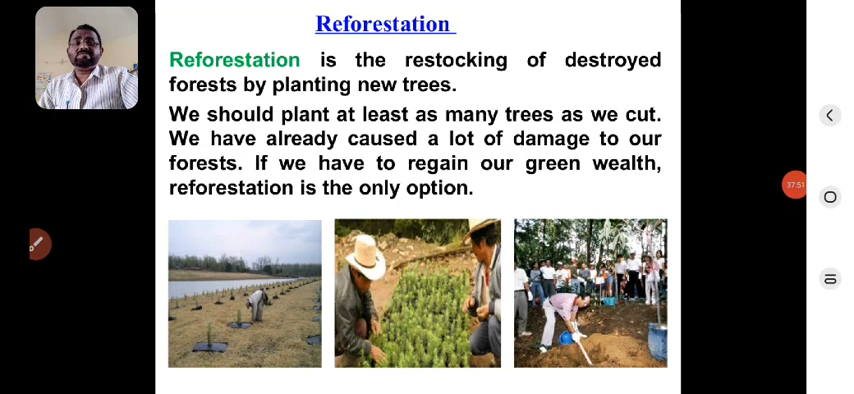 Reforestation
Reforestation is the restocking of destroyed
forests by planting new trees.
We should plant at least as many trees as we cut.
We have already caused a lot of damage to our
forests. If we have to regain our green wealth,
reforestation is the only option.
37:51